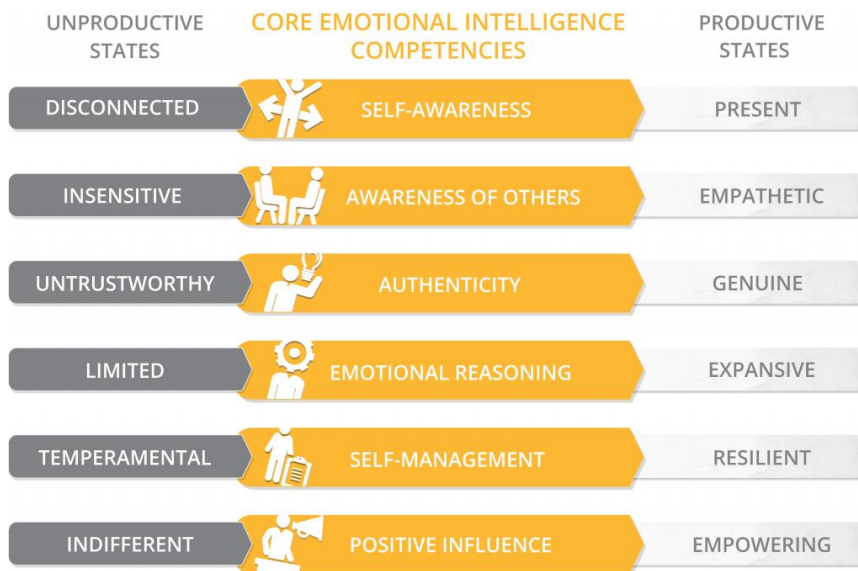 UNPRODUCTIVE STATES
CORE EMOTIONAL INTELLIGENCE COMPETENCIES
PRODUCTIVE STATES
DISCONNECTED
SELF-AWARENESS
PRESENT
INSENSITIVE
AWARENESS OF OTHERS
EMPATHETIC
UNTRUSTWORTHY
AUTHENTICITY
GENUINE
LIMITED
EMOTIONAL REASONING
EXPANSIVE
TEMPERAMENTAL
SELF-MANAGEMENT
RESILIENT
INDIFFERENT
POSITIVE INFLUENCE
EMPOWERING